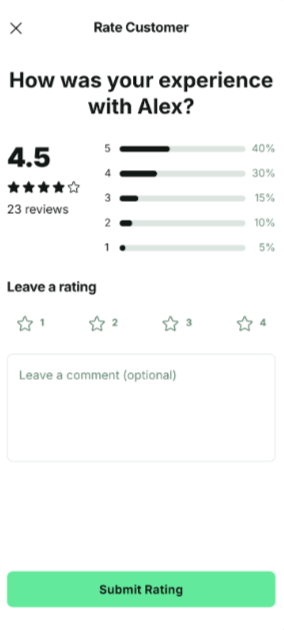 Rate Customer
How was your experience
with Alex?
4.5
23 reviews
5 40%
4 30%
3 15%
2 10%
1 5%
Leave a rating
1 2 3 4
Leave a comment (optional)
Submit Rating